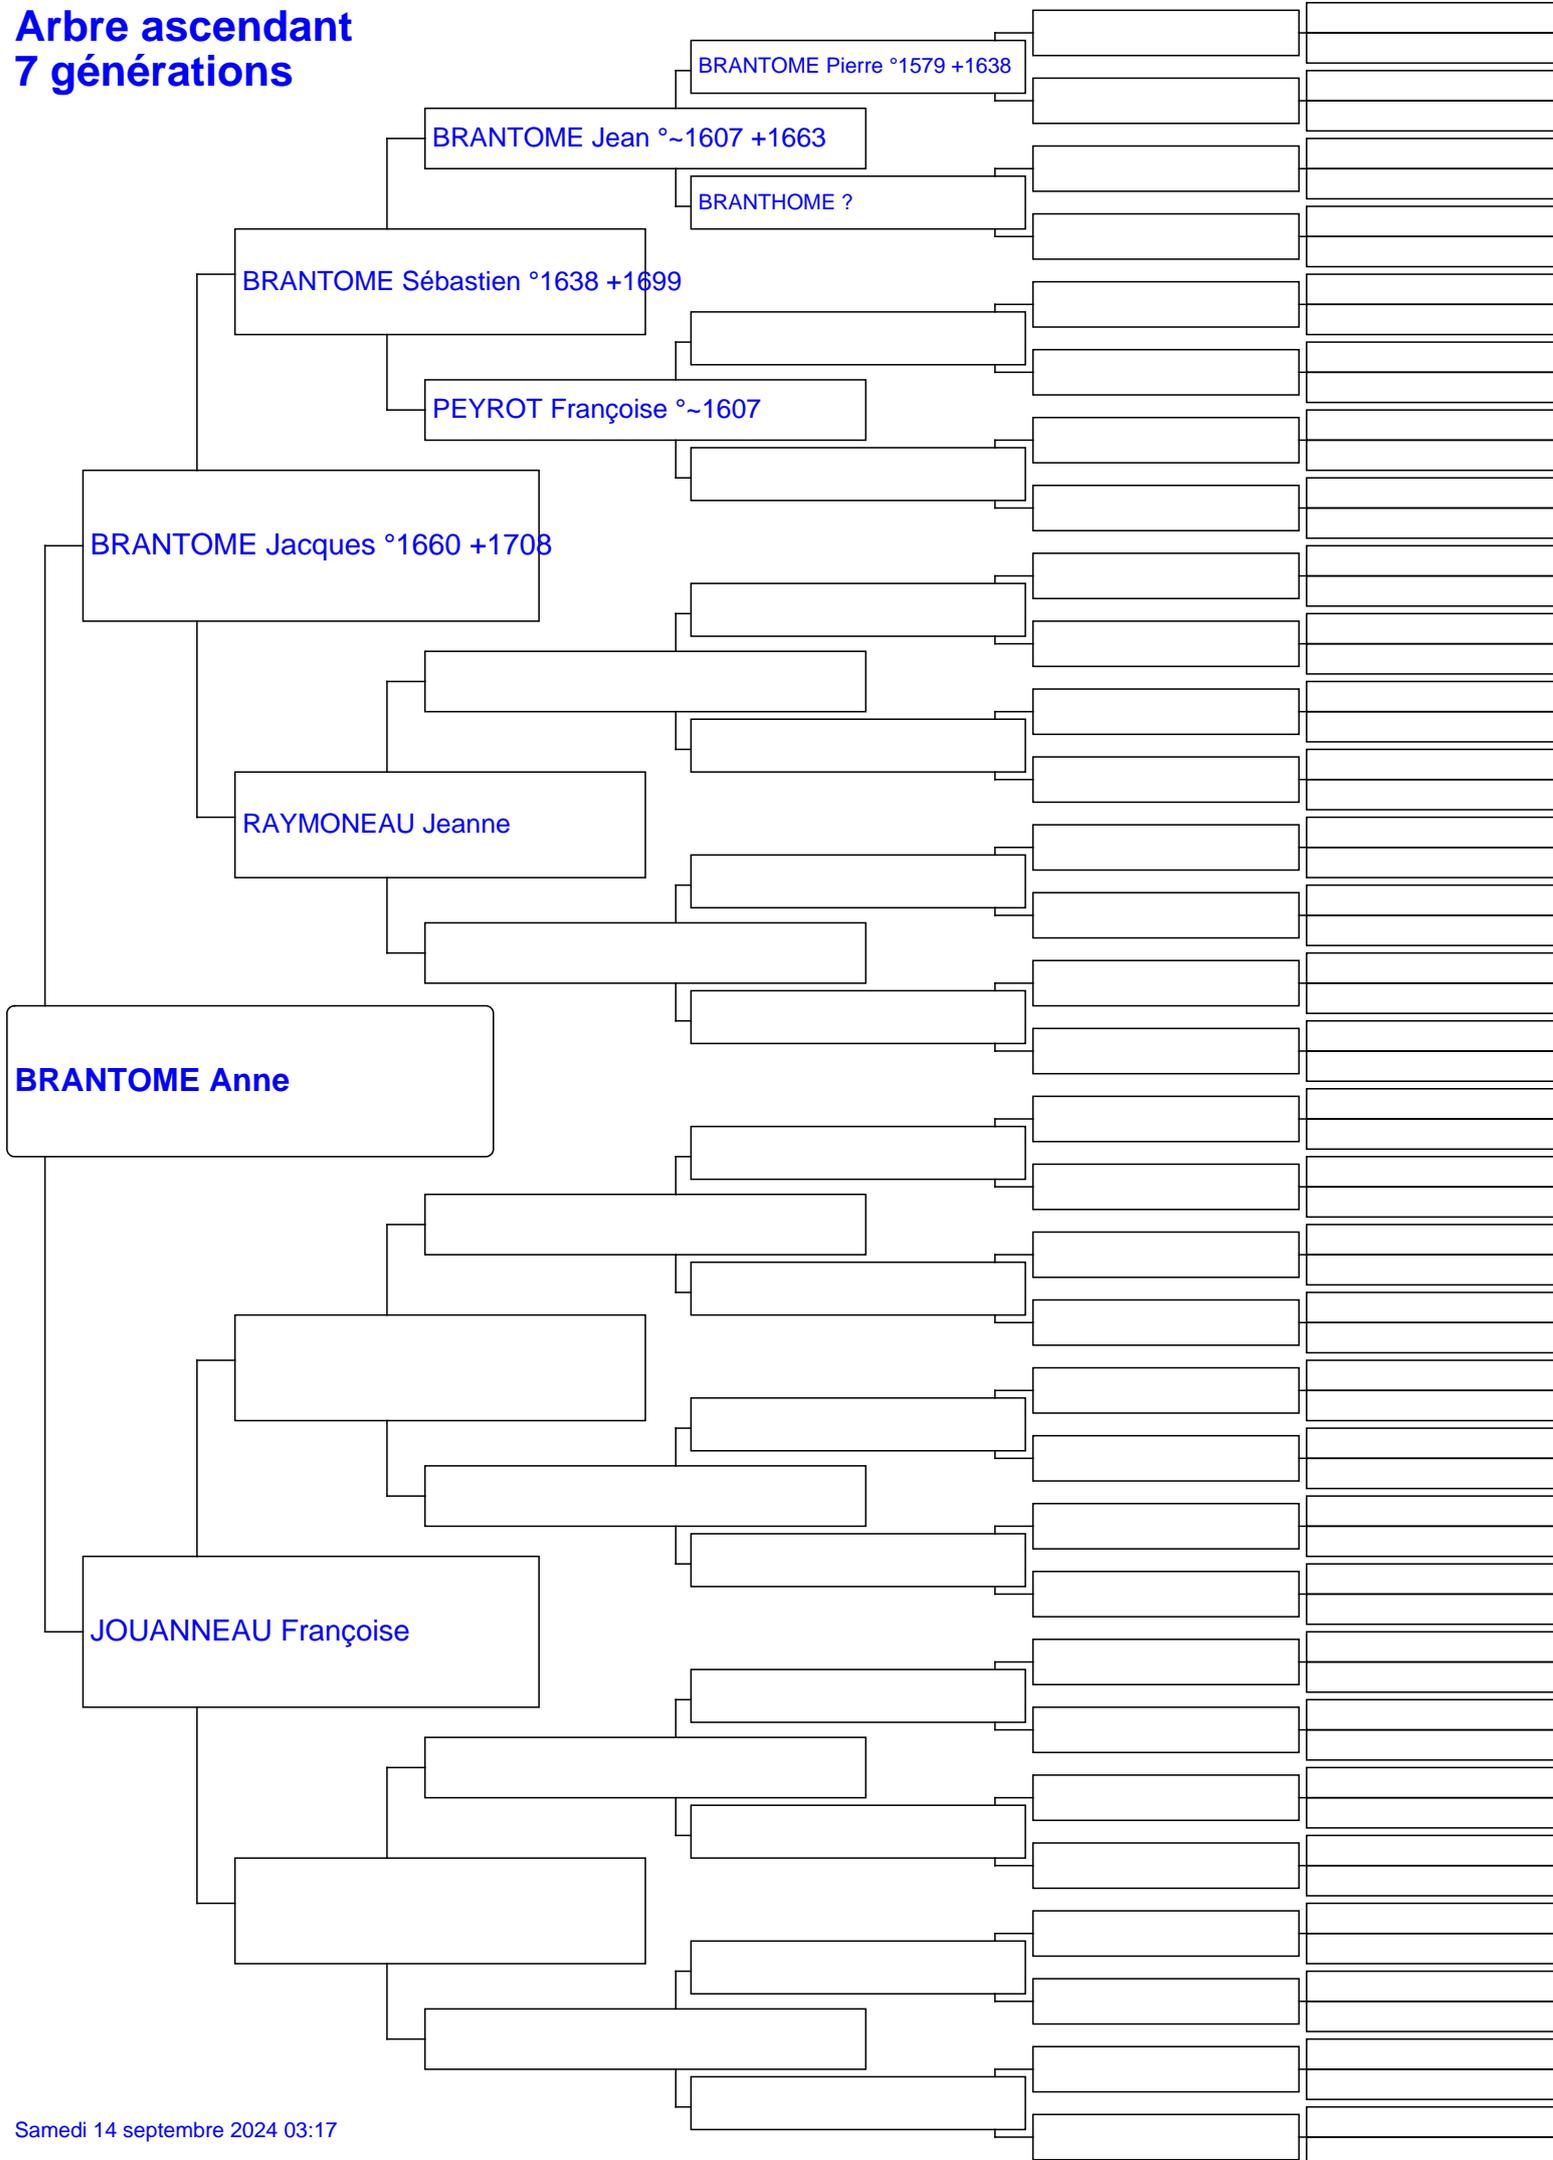 Arbre ascendant
7 générations
BRANTOME Pierre °1579 +1638
BRANTOME Jean °~1607 +1663
BRANTHOME ?
BRANTOME Sébastien °1638 +1699
PEYROT Françoise °~1607
BRANTOME Jacques °1660 +1708
RAYMONEAU Jeanne
BRANTOME Anne
JOUANNEAU Françoise
Samedi 14 septembre 2024 03:17